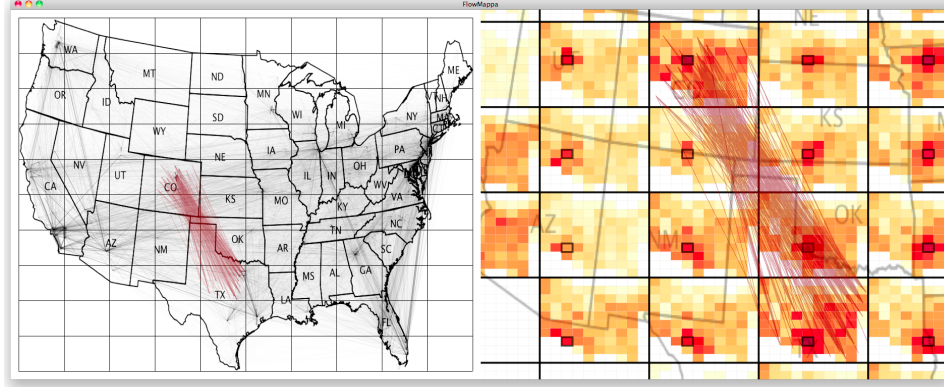 FlowMappa
WA
MT
ND
ME
OR
ID
MN
VT
NH
WI
SD
MI
NY
MA
WY
IA
NE
PA
NV
IL
IN
OH
UT
CO
WV
CA
KS
MO
VA
KY
NC
TN
AZ
NM
OK
AR
SC
MS
AL
GA
TX
LA
FL
NE
UT
KS
AZ
NM
OK